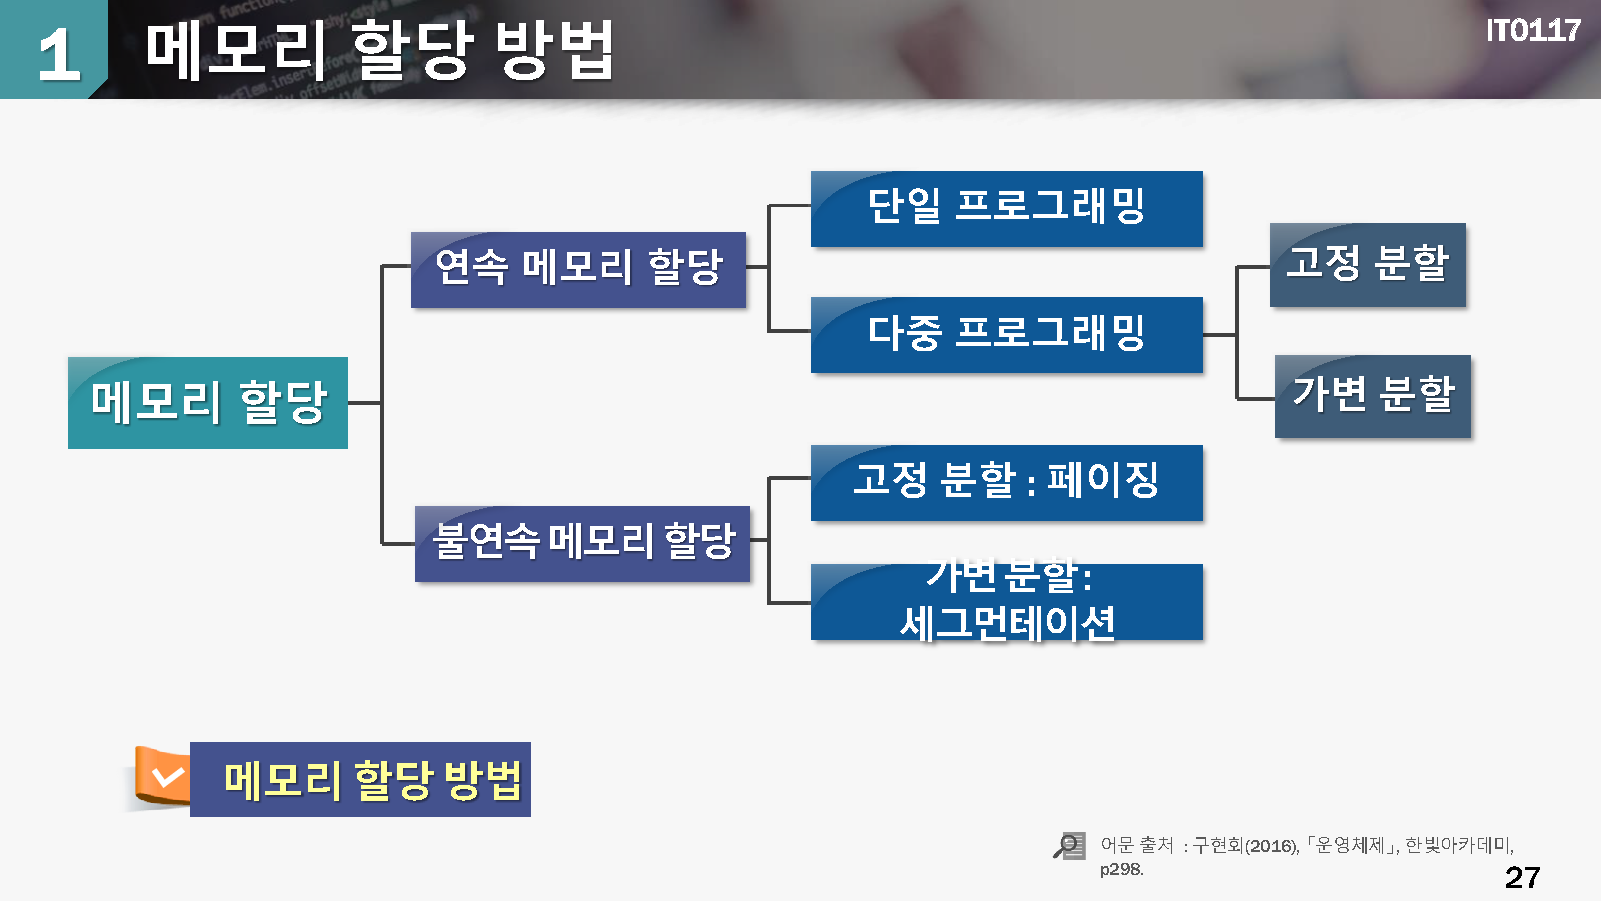 1
메모리 할당 방법
IT0117
단일 프로그래밍
연속 메모리 할당
고정 분할
다중 프로그래밍
가변 분할
메모리 할당
고정 분할 : 페이징
불연속 메모리 할당
가변 분할 :
세그먼테이션
메모리 할당 방법
어문 출처 : 구현회(2016), 「운영체제」, 한빛아카데미,
p298.
27